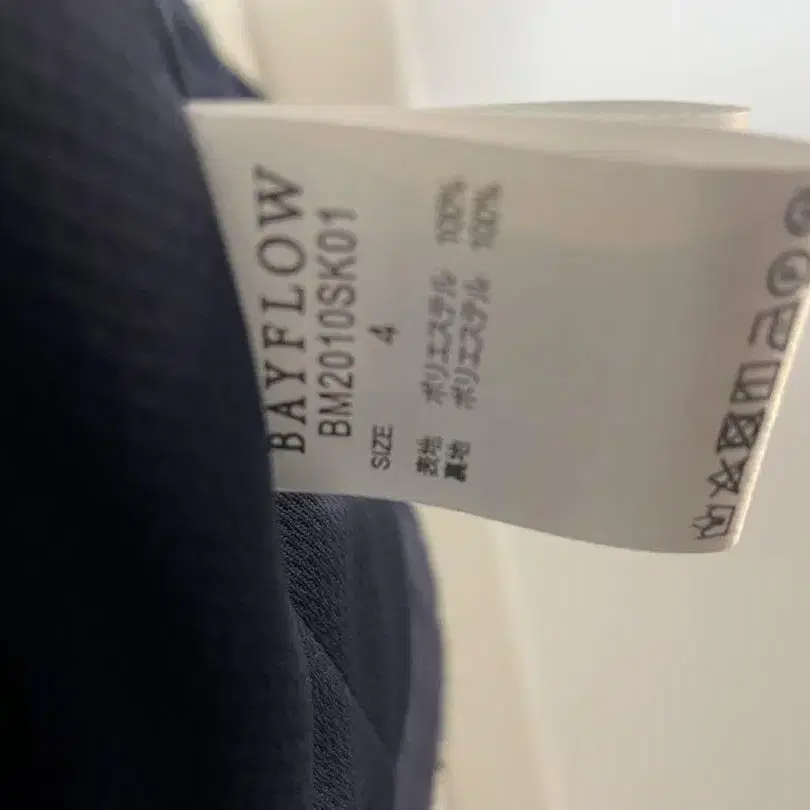 BAYFLOW
BM2010SK01
SIZE 4
表地 ポリエステル 100%
裏地 ポリエステル 100%